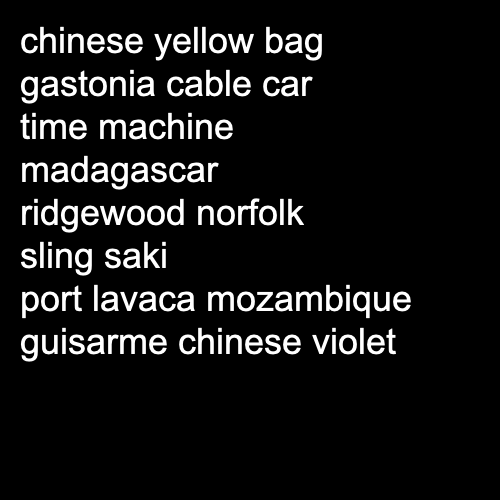 chinese yellow bag
gastonia cable car
time machine
madagascar
ridgewood norfolk
sling saki
port lavaca mozambique
guisarme chinese violet